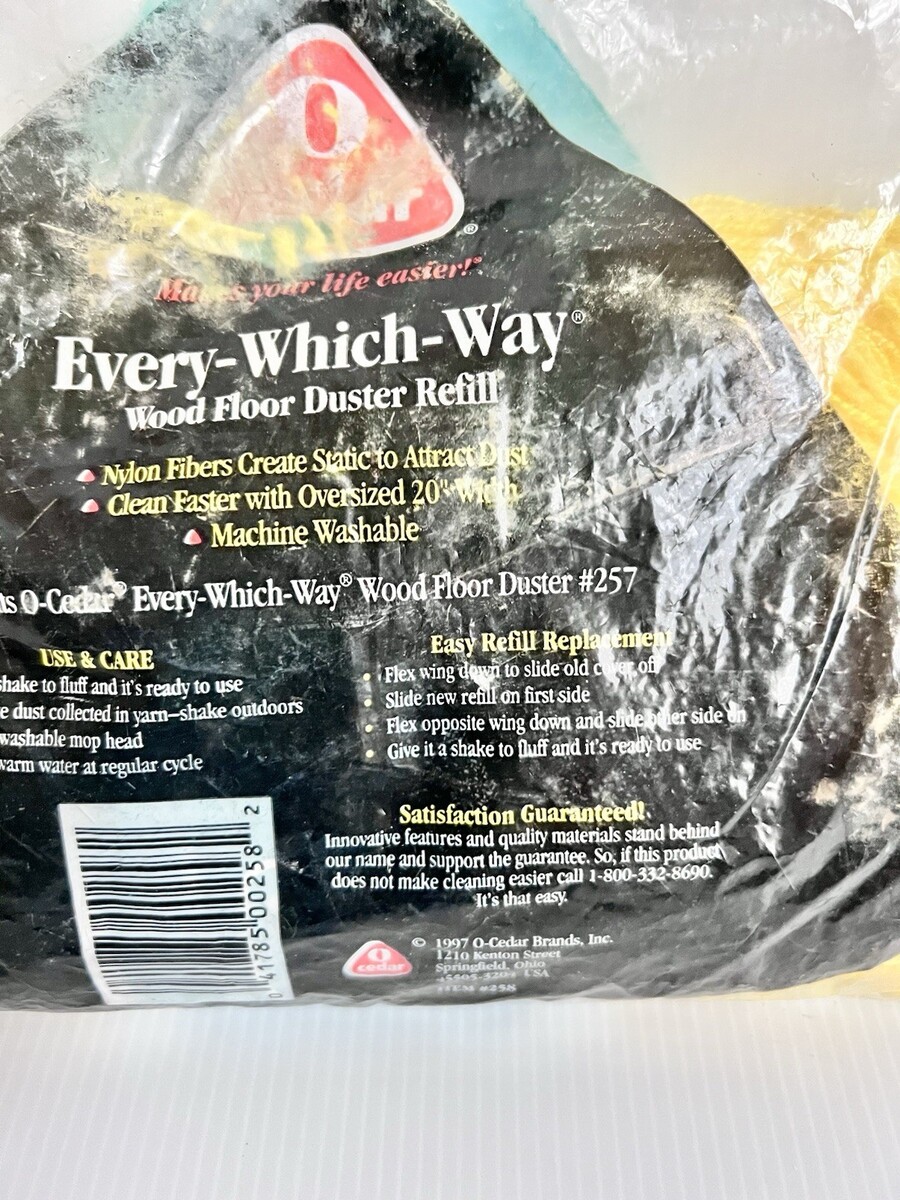 O
®
your life easier!®
Every-Which-Way®
Wood Floor Duster Refill
Nylon Fibers Create Static to Attract Dust
Clean Faster with Oversized 20" Width
Machine Washable
O-Cedar® Every-Which-Way® Wood Floor Duster #257
USE & CARE
shake to fluff and it's ready to use
dust collected in yarn–shake outdoors
washable mop head
warm water at regular cycle
Easy Refill Replacement
• Flex wing down to slide old cover off
• Slide new refill on first side
• Flex opposite wing down and slide other side on
• Give it a shake to fluff and it's ready to use
Satisfaction Guaranteed!
Innovative features and quality materials stand behind
our name and support the guarantee. So, if this product
does not make cleaning easier call 1-800-332-8690.
It's that easy.
0 41785 00258 2
O
cedar
© 1997 O-Cedar Brands, Inc.
1210 Kenton Street
Springfield, Ohio
USA
ITEM #258